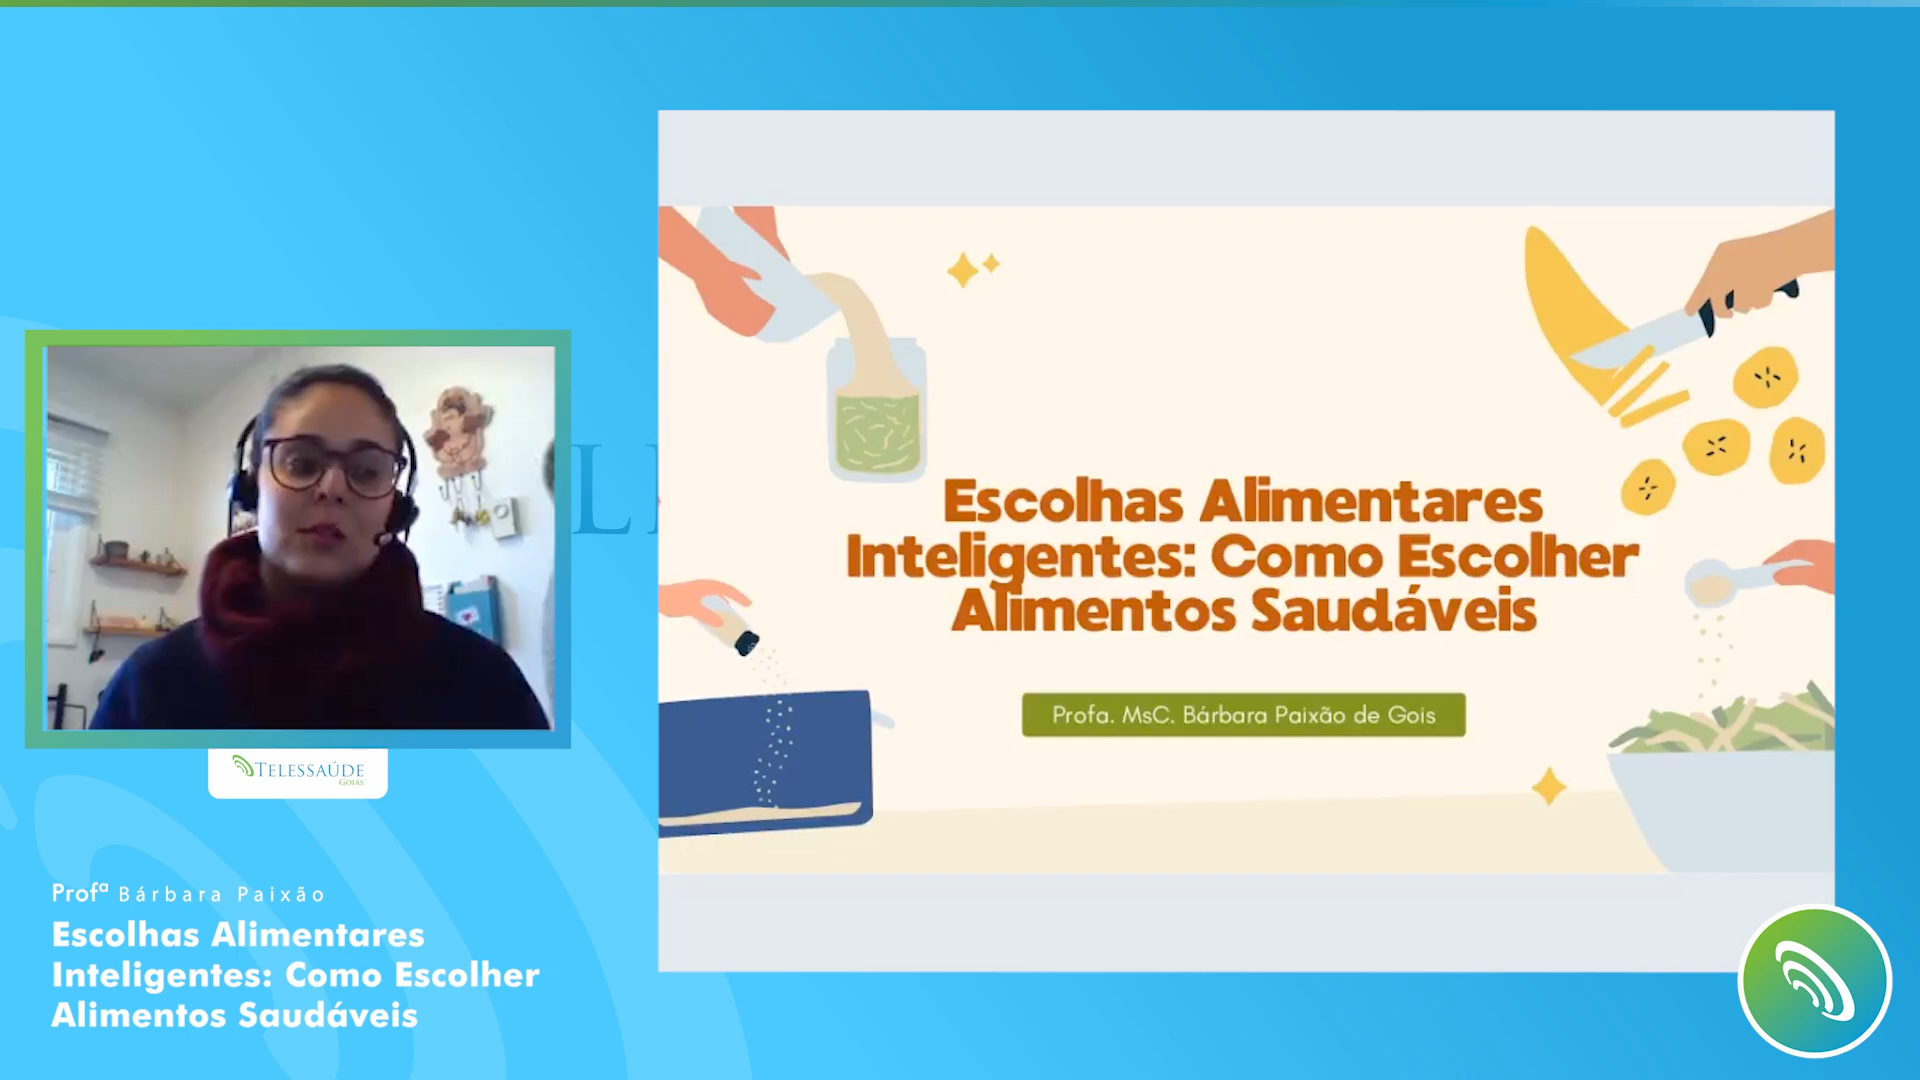 Escolhas Alimentares
Inteligentes: Como Escolher
Alimentos Saudáveis
Profa. MsC. Bárbara Paixão de Gois
TELESSAÚDE
GOIÁS
Profª Bárbara Paixão
Escolhas Alimentares
Inteligentes: Como Escolher
Alimentos Saudáveis